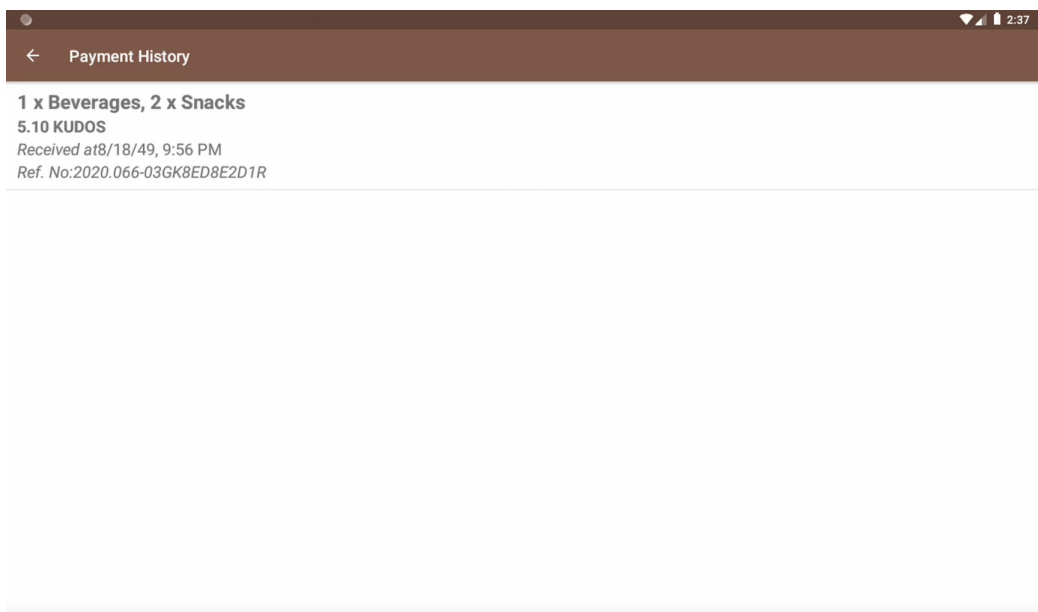 2:37
Payment History
1 x Beverages, 2 x Snacks
5.10 KUDOS
Received at8/18/49, 9:56 PM
Ref. No:2020.066-03GK8ED8E2D1R